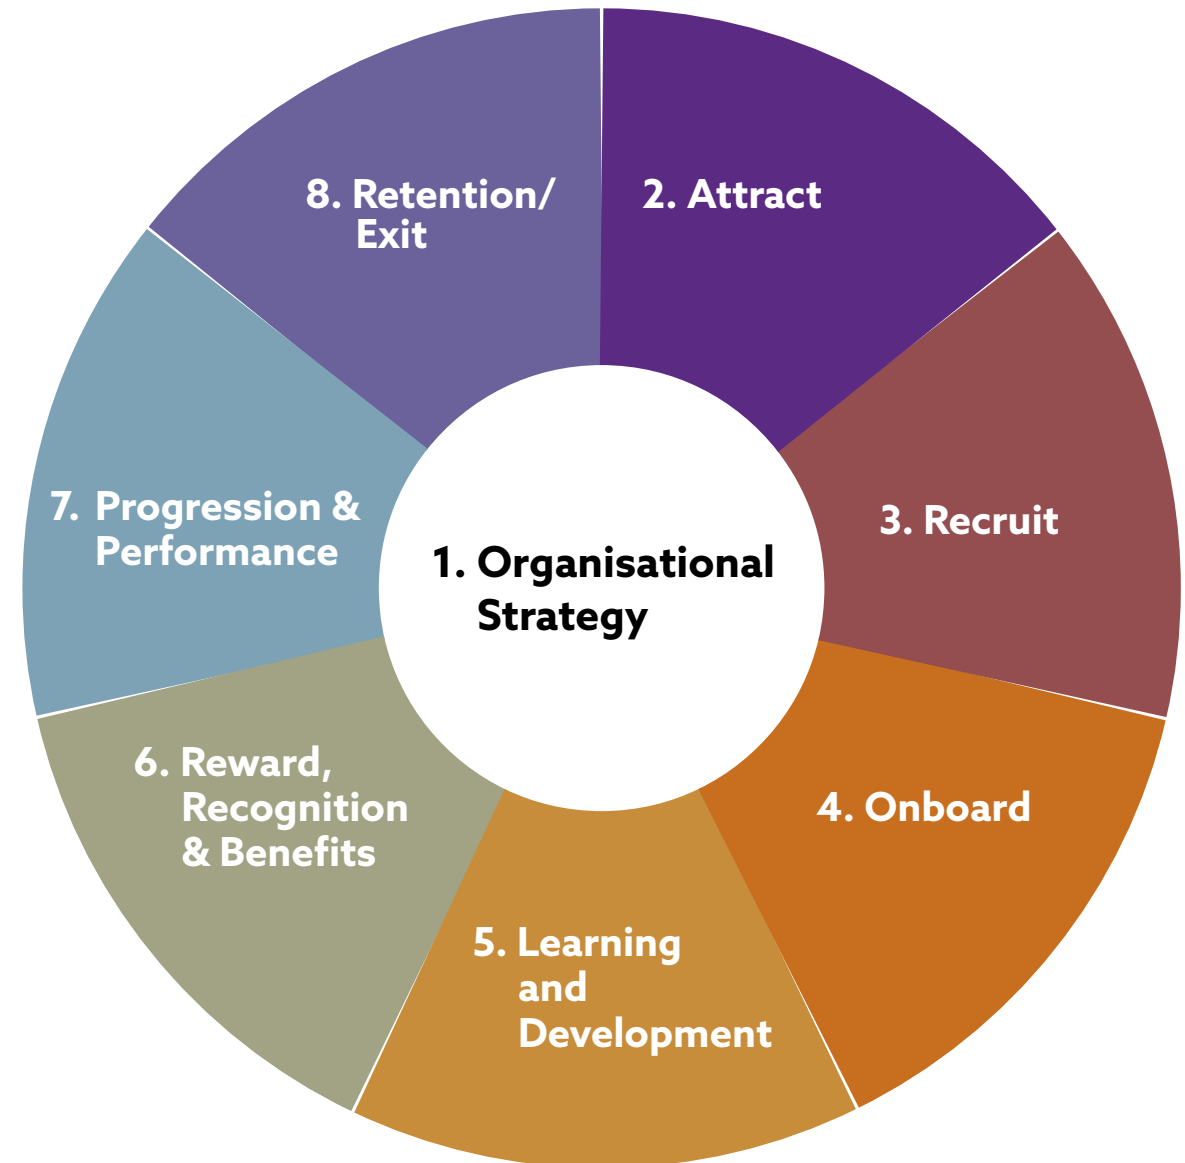 1. Organisational
Strategy
2. Attract
3. Recruit
4. Onboard
5. Learning
and
Development
6. Reward,
Recognition
& Benefits
7. Progression &
Performance
8. Retention/
Exit